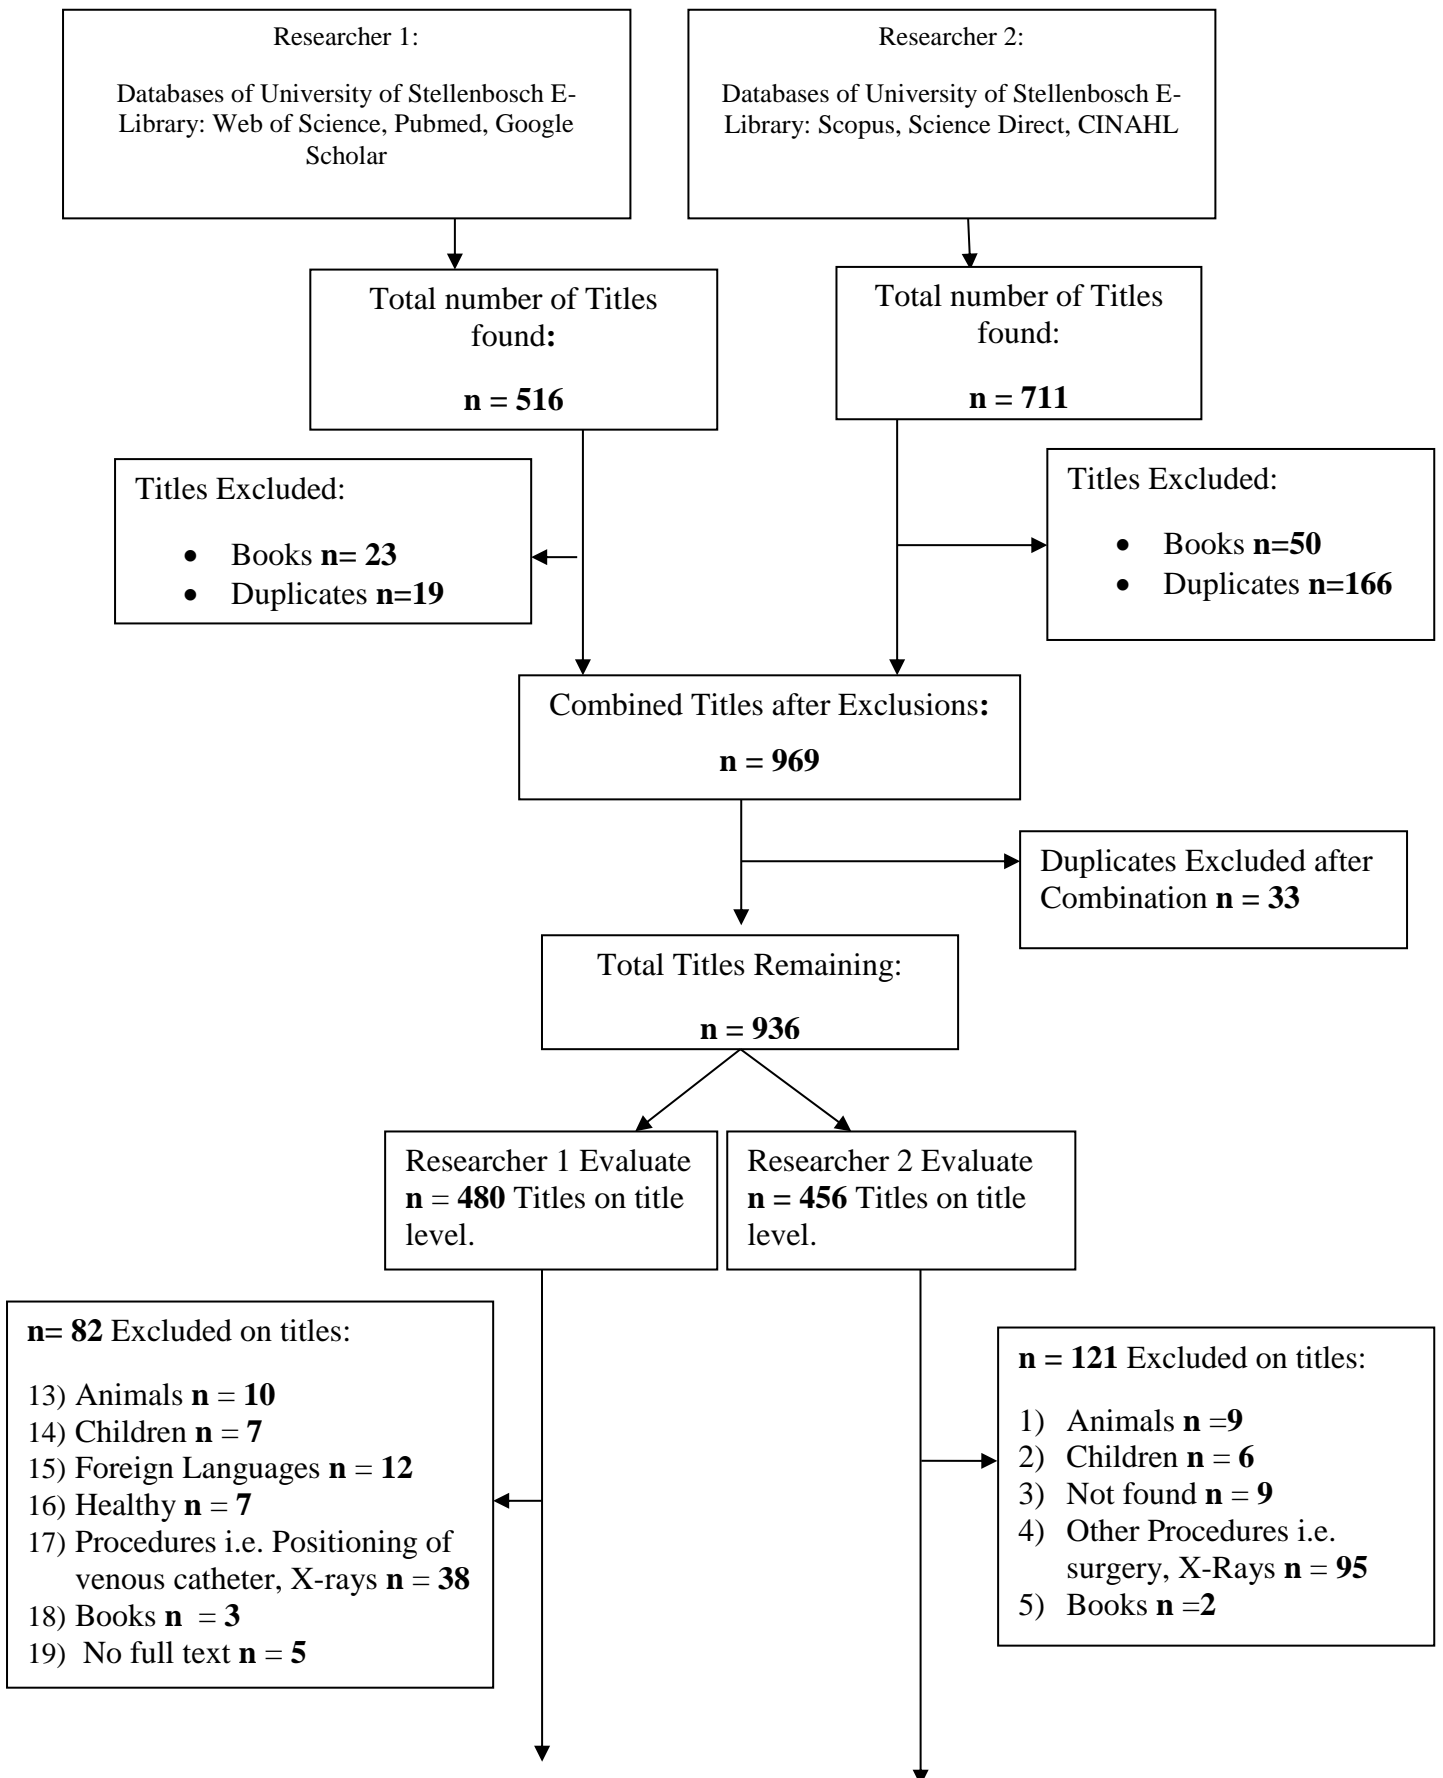 Researcher 1:
Databases of University of Stellenbosch E-
Library: Web of Science, Pubmed, Google
Scholar
Researcher 2:
Databases of University of Stellenbosch E-
Library: Scopus, Science Direct, CINAHL
Total number of Titles
found:
n = 516
Total number of Titles
found:
n = 711
Titles Excluded:
• Books n= 23
• Duplicates n=19
Titles Excluded:
• Books n=50
• Duplicates n=166
Combined Titles after Exclusions:
n = 969
Duplicates Excluded after
Combination n = 33
Total Titles Remaining:
n = 936
Researcher 1 Evaluate
n = 480 Titles on title
level.
Researcher 2 Evaluate
n = 456 Titles on title
level.
n= 82 Excluded on titles:
13) Animals n = 10
14) Children n = 7
15) Foreign Languages n = 12
16) Healthy n = 7
17) Procedures i.e. Positioning of
venous catheter, X-rays n = 38
18) Books n = 3
19) No full text n = 5
n = 121 Excluded on titles:
1) Animals n =9
2) Children n = 6
3) Not found n = 9
4) Other Procedures i.e.
surgery, X-Rays n = 95
5) Books n =2